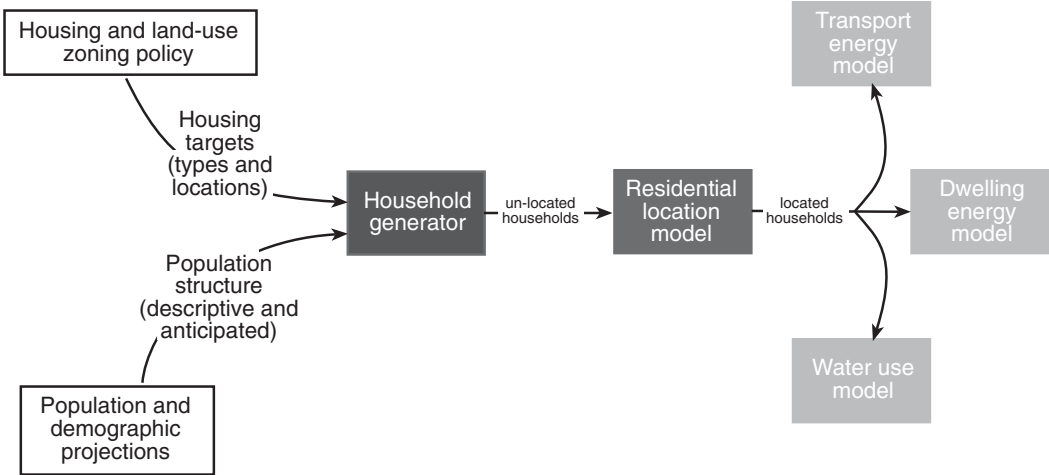 Housing and land-use
zoning policy
Housing
targets
(types and
locations)
Household
generator
Population
structure
(descriptive and
anticipated)
Population and
demographic
projections
un-located
households
Residential
location
model
located
households
Transport
energy
model
Dwelling
energy
model
Water use
model